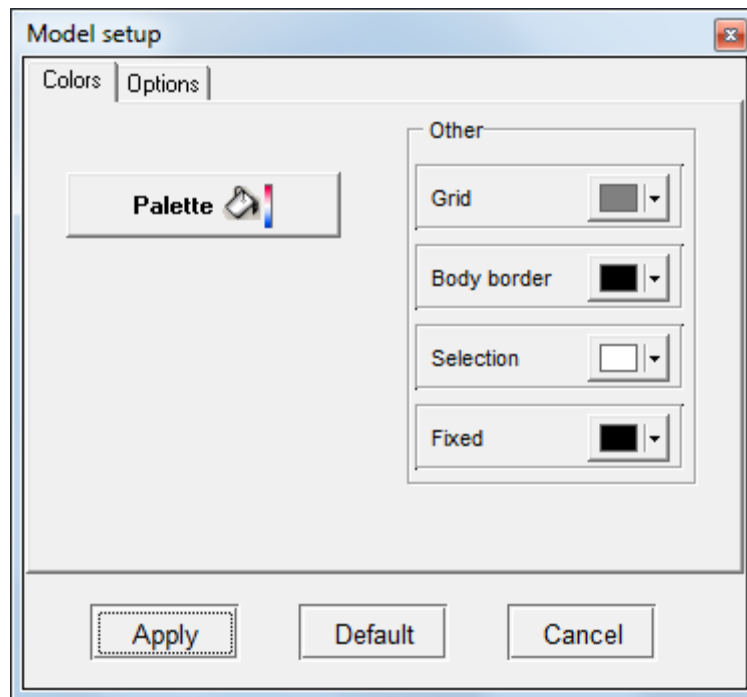 Model setup
Colors
Options
Palette
Other
Grid
Body border
Selection
Fixed
Apply
Default
Cancel